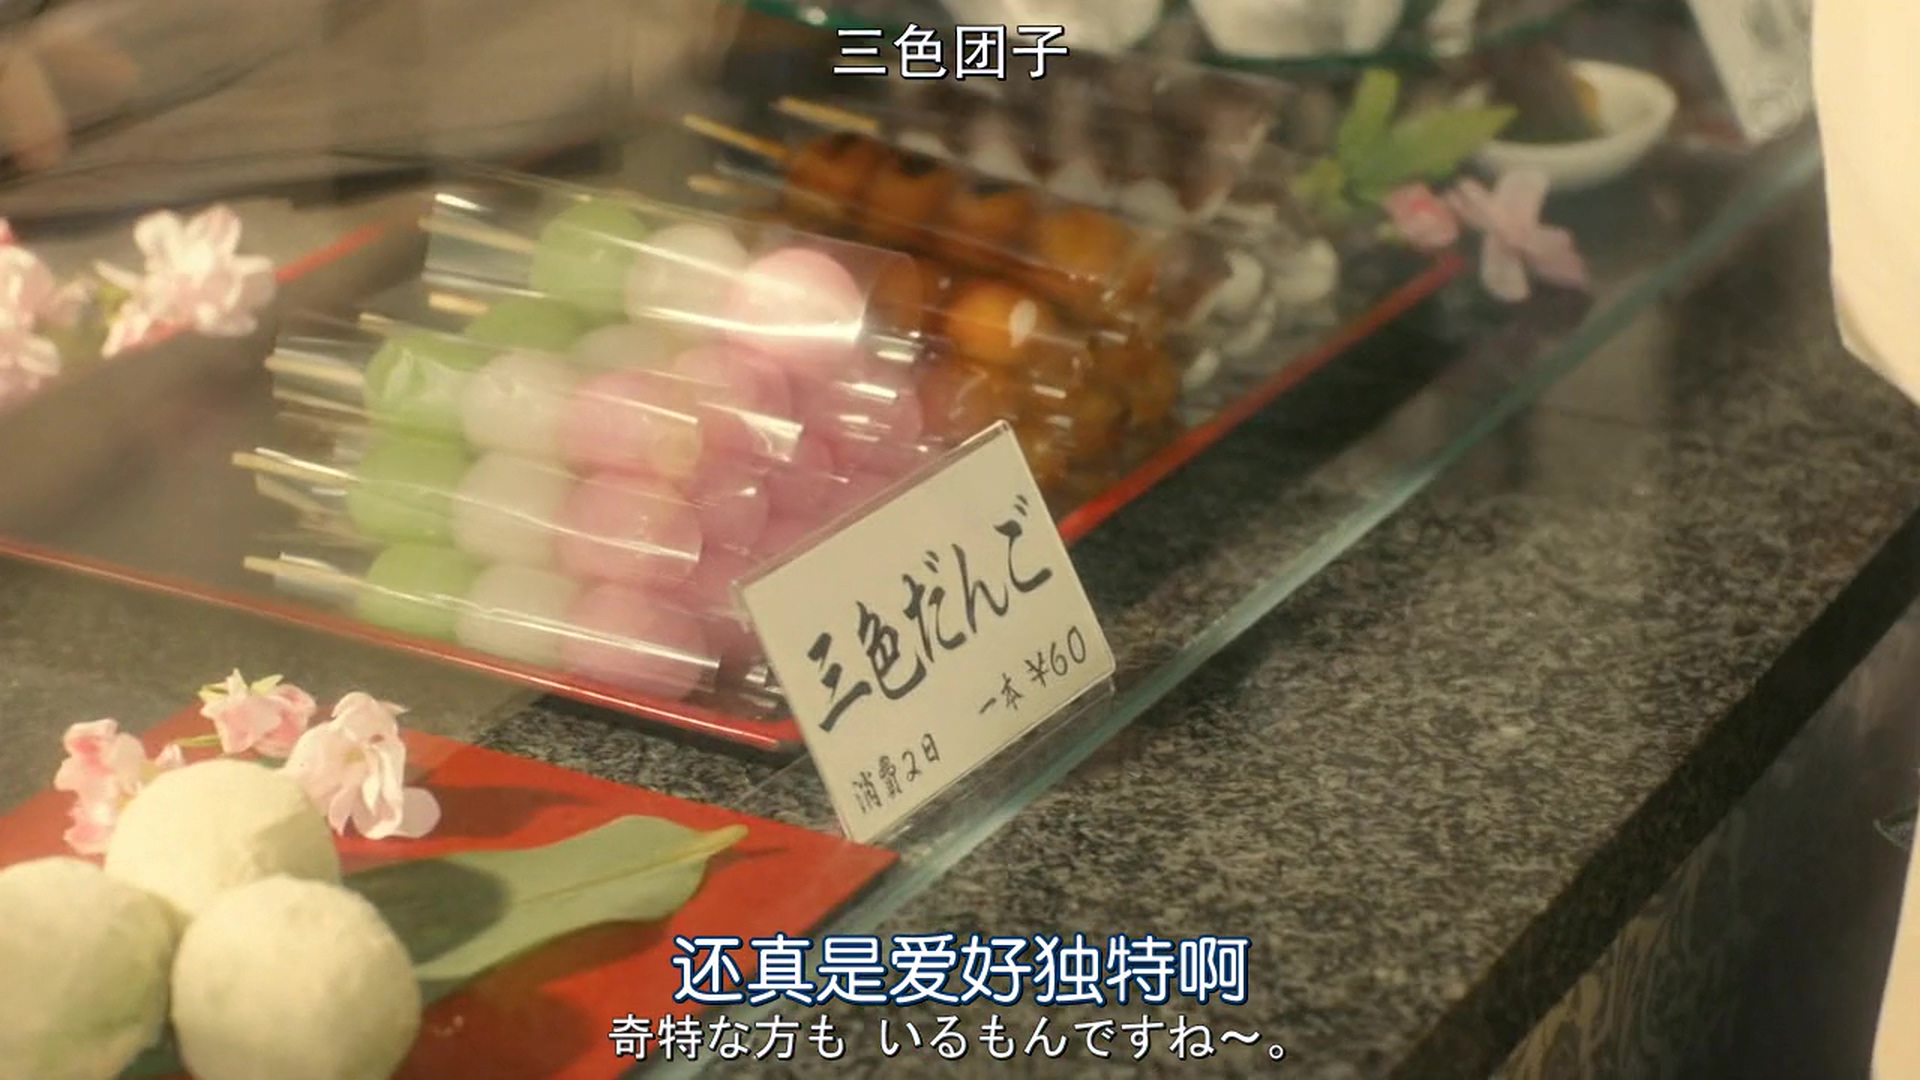 三色团子
三色だんご
一本 ¥60
消費2日
还真是爱好独特啊
奇特な方も いるもんですね～。